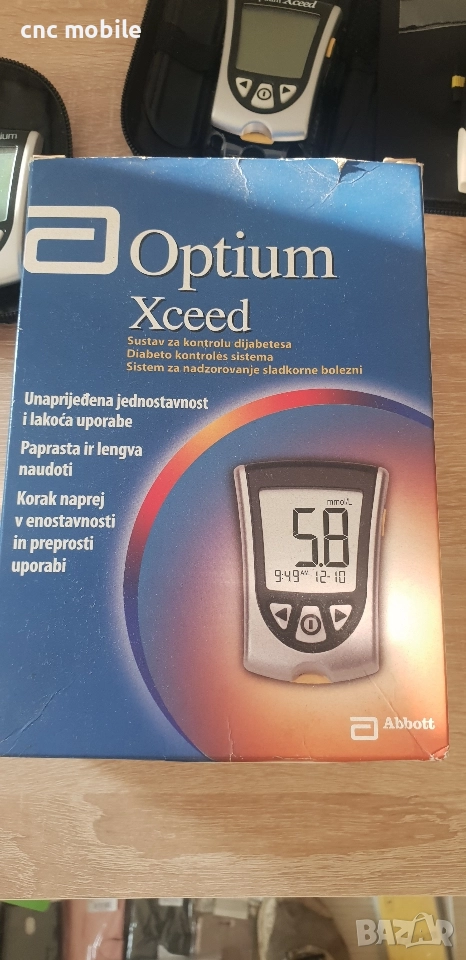 cnc mobile
Optium Xceed
tium
Optium
Xceed
Sustav za kontrolu dijabetesa
Diabeto kontrolės sistema
Sistem za nadzorovanje sladkorne bolezni
Unaprijeđena jednostavnost
i lakoća uporabe
Paprasta ir lengva
naudoti
Korak naprej
v enostavnosti
in preprosti
uporabi
mmol/L
5.8
9:49 AM 12-10
Abbott
BAZAR